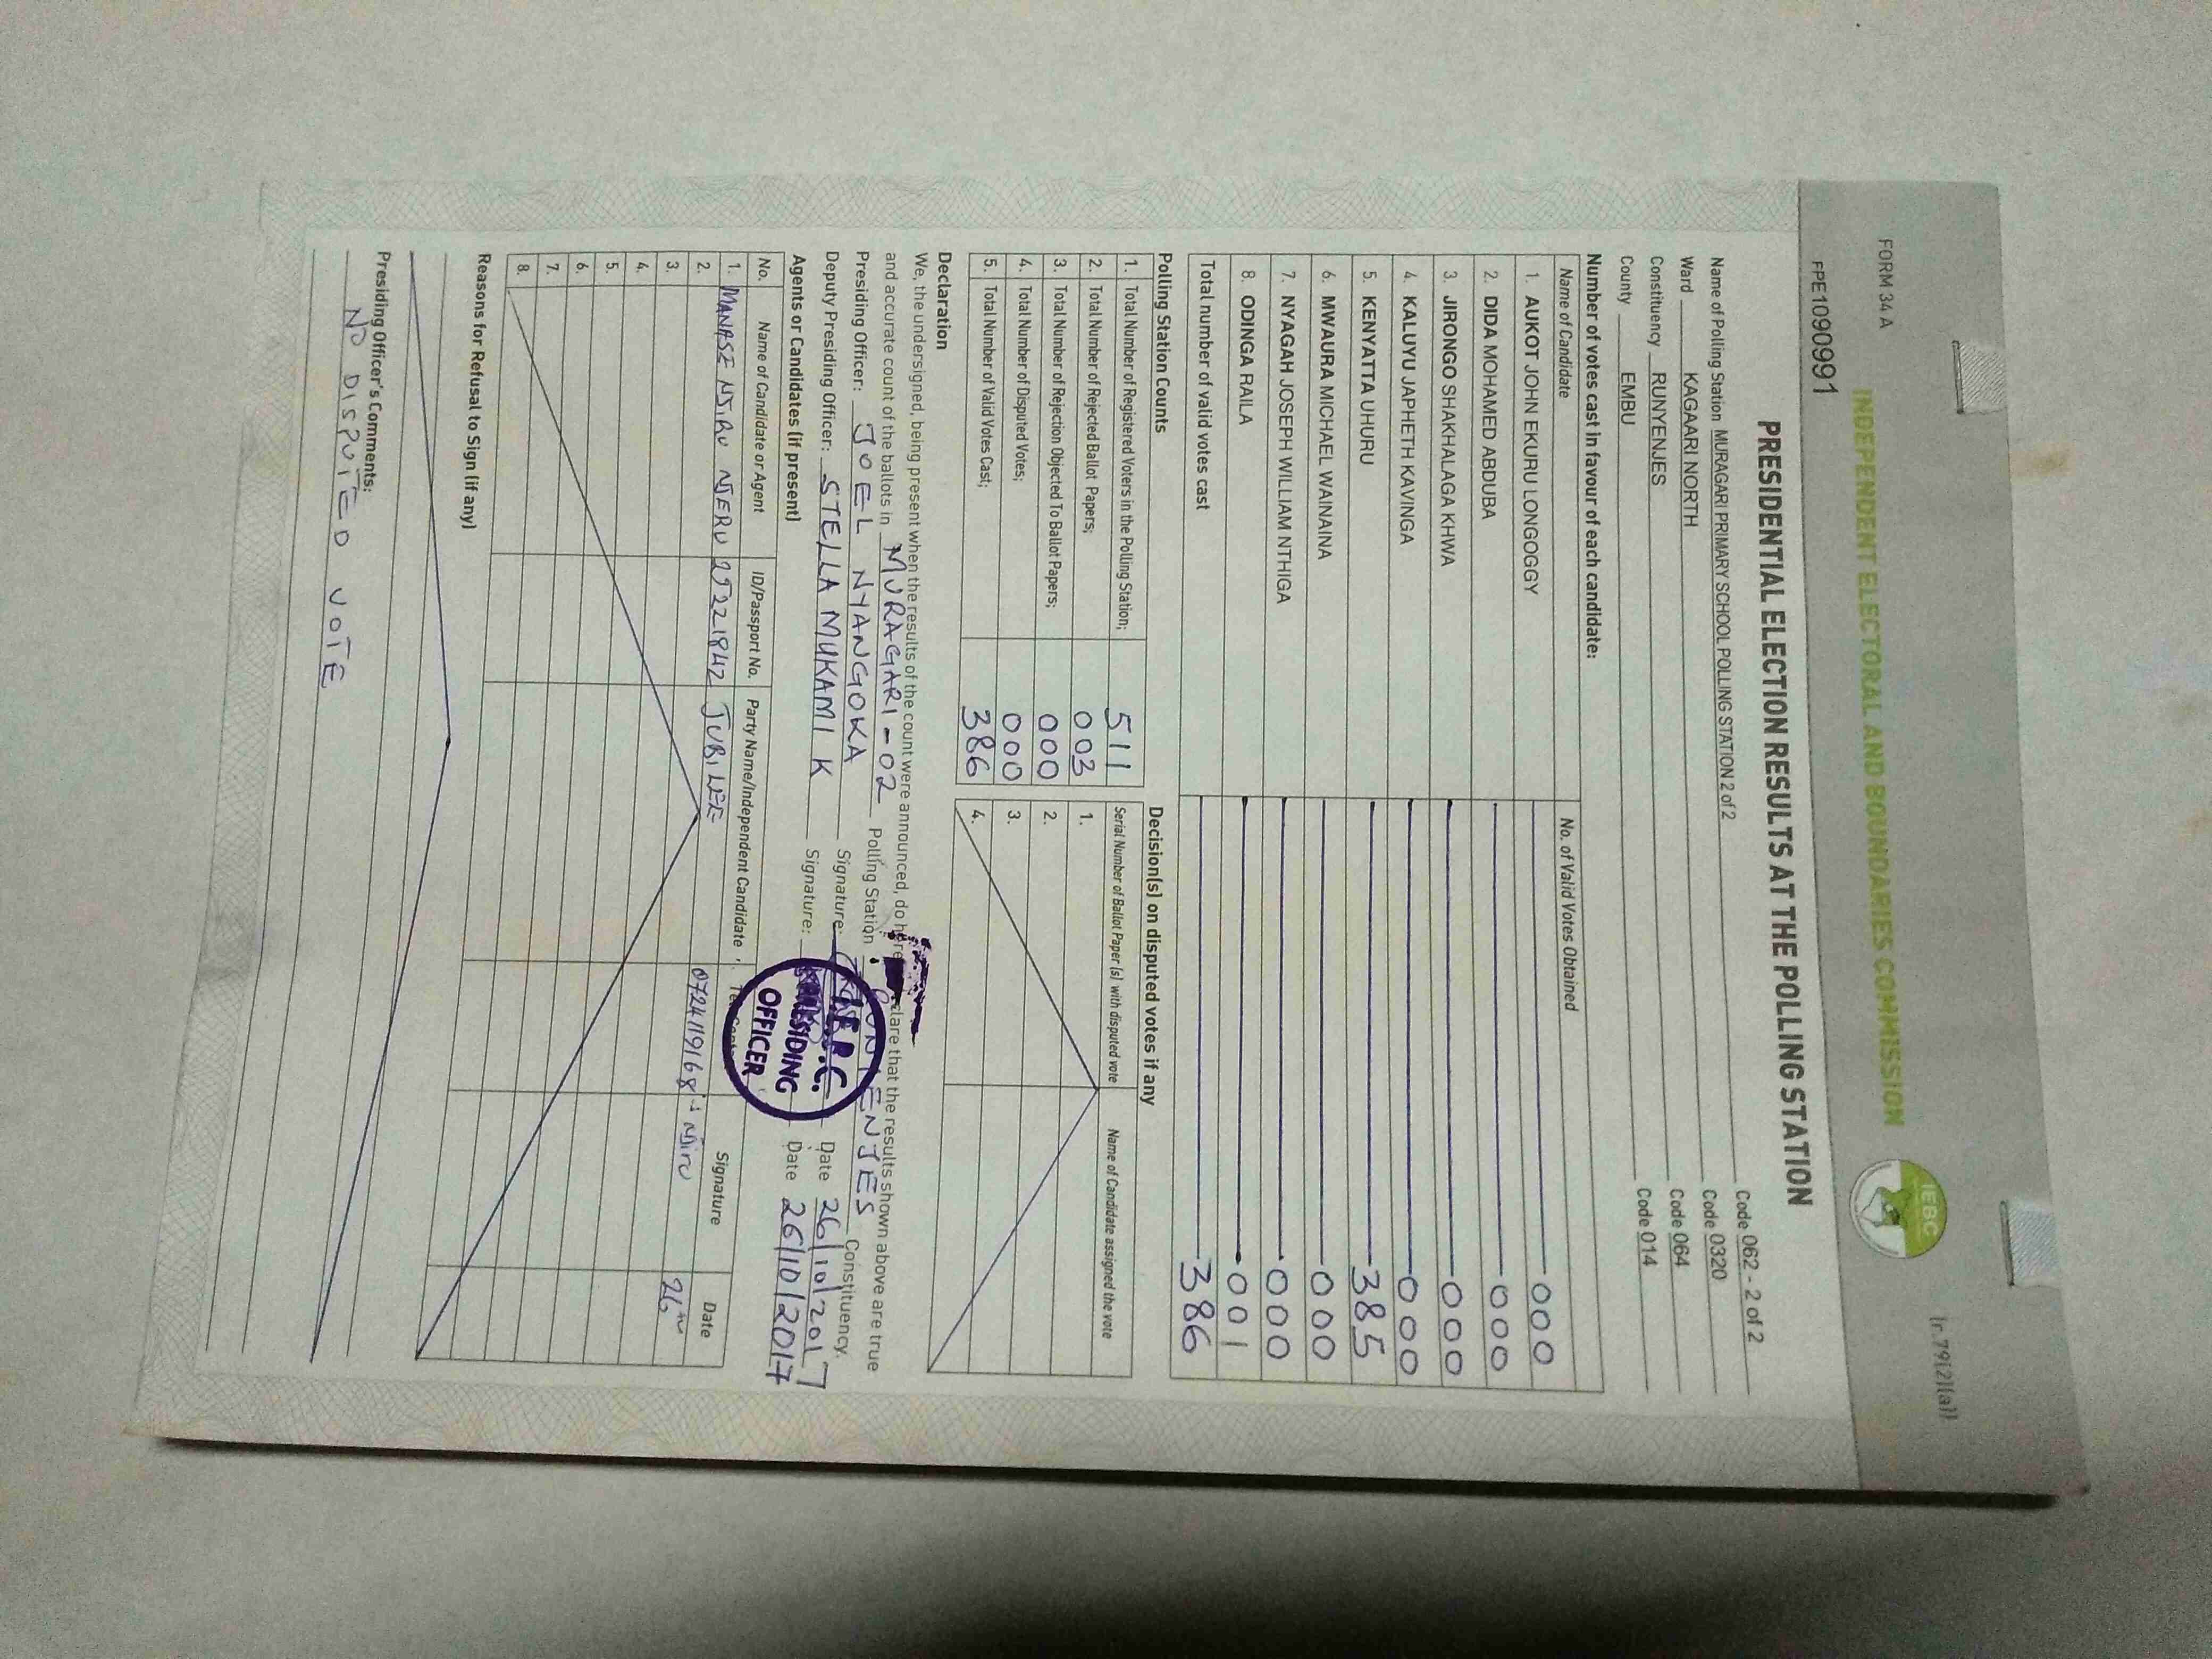 FORM 34 A
(r.79(2)(a))
INDEPENDENT ELECTORAL AND BOUNDARIES COMMISSION
IEBC
FPE1090991
PRESIDENTIAL ELECTION RESULTS AT THE POLLING STATION
Name of Polling Station MURAGARI PRIMARY SCHOOL POLLING STATION 2 of 2 Code 062 - 2 of 2
Ward KAGAARI NORTH Code 0320
Constituency RUNYENJES Code 064
County EMBU Code 014
Number of votes cast in favour of each candidate:
Name of Candidate No. of Valid Votes Obtained
1. AUKOT JOHN EKURU LONGOGGY 000
2. DIDA MOHAMED ABDUBA 000
3. JIRONGO SHAKHALAGA KHWA 000
4. KALUYU JAPHETH KAVINGA 000
5. KENYATTA UHURU 385
6. MWAURA MICHAEL WAINAINA 000
7. NYAGAH JOSEPH WILLIAM NTHIGA 000
8. ODINGA RAILA 001
Total number of valid votes cast 386
Polling Station Counts
1. Total Number of Registered Voters in the Polling Station; 511
2. Total Number of Rejected Ballot Papers; 003
3. Total Number of Rejection Objected To Ballot Papers; 000
4. Total Number of Disputed Votes; 000
5. Total Number of Valid Votes Cast; 386
Decision(s) on disputed votes if any
Serial Number of Ballot Paper (s) with disputed vote Name of Candidate assigned the vote
1.
2.
3.
4.
Declaration
We, the undersigned, being present when the results of the count were announced, do declare that the results shown above are true
and accurate count of the ballots in MURAGARI - 02 Polling Station RUNYENJES Constituency.
Presiding Officer: JOEL NYANGOKA Signature: Date 26/10/2017
Deputy Presiding Officer: STELLA MUKAMI K Signature: Date 26/10/2017
I.E.B.C.
PRESIDING
OFFICER
Agents or Candidates (if present)
No. Name of Candidate or Agent ID/Passport No. Party Name/Independent Candidate Signature Date
1. MANASE NJIRU NJERU 25221842 JUBILEE 0724119168 Njiru 26th
2.
3.
4.
5.
6.
7.
8.
Reasons for Refusal to Sign (if any)
Presiding Officer's Comments:
NO DISPUTED VOTE